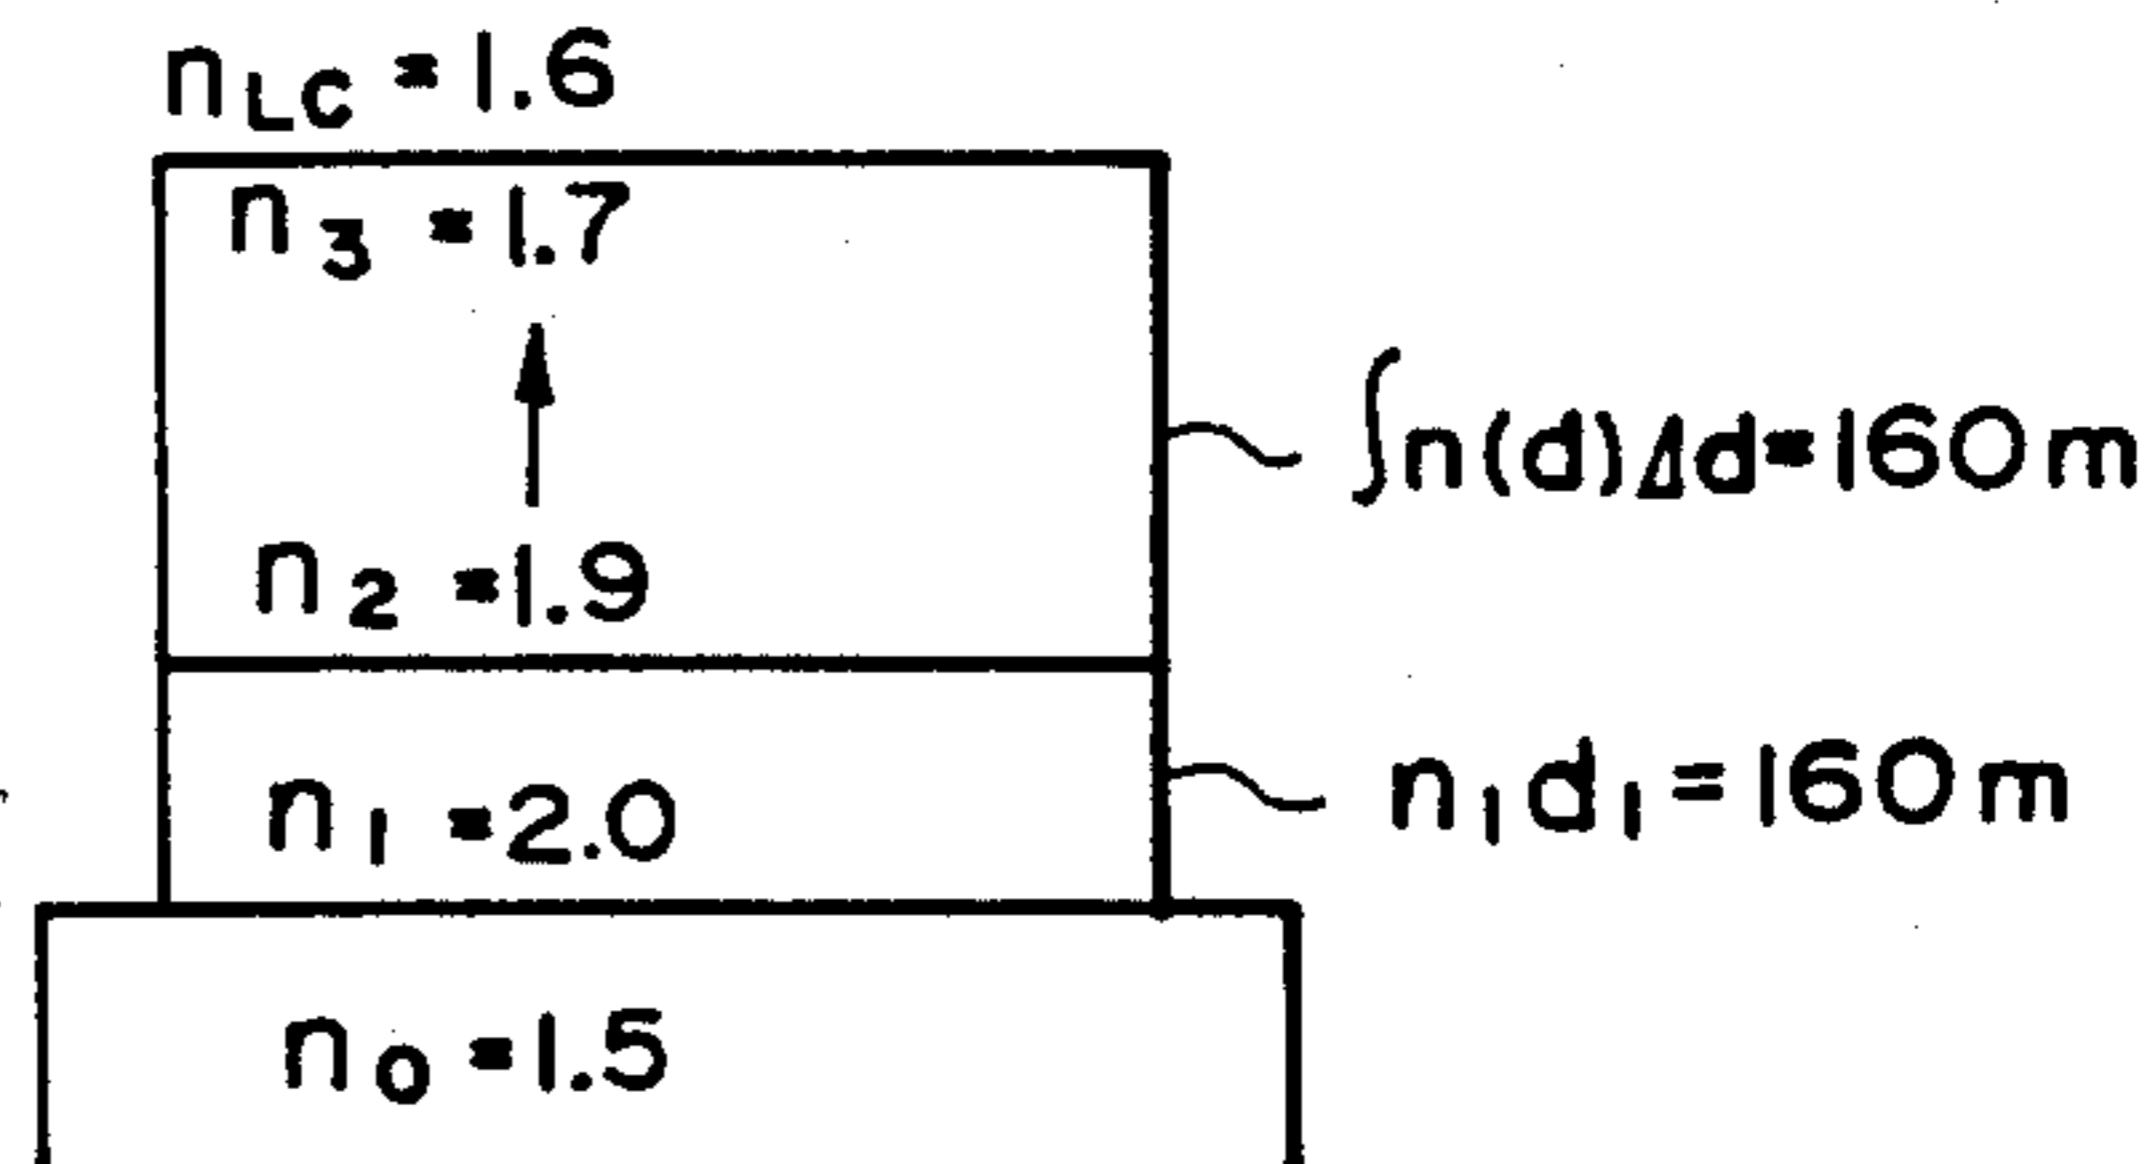 nLC = 1.6
n3 = 1.7
∫n(d)Δd=160m
n2 = 1.9
n1d1 = 160m
n1 = 2.0
n0 = 1.5